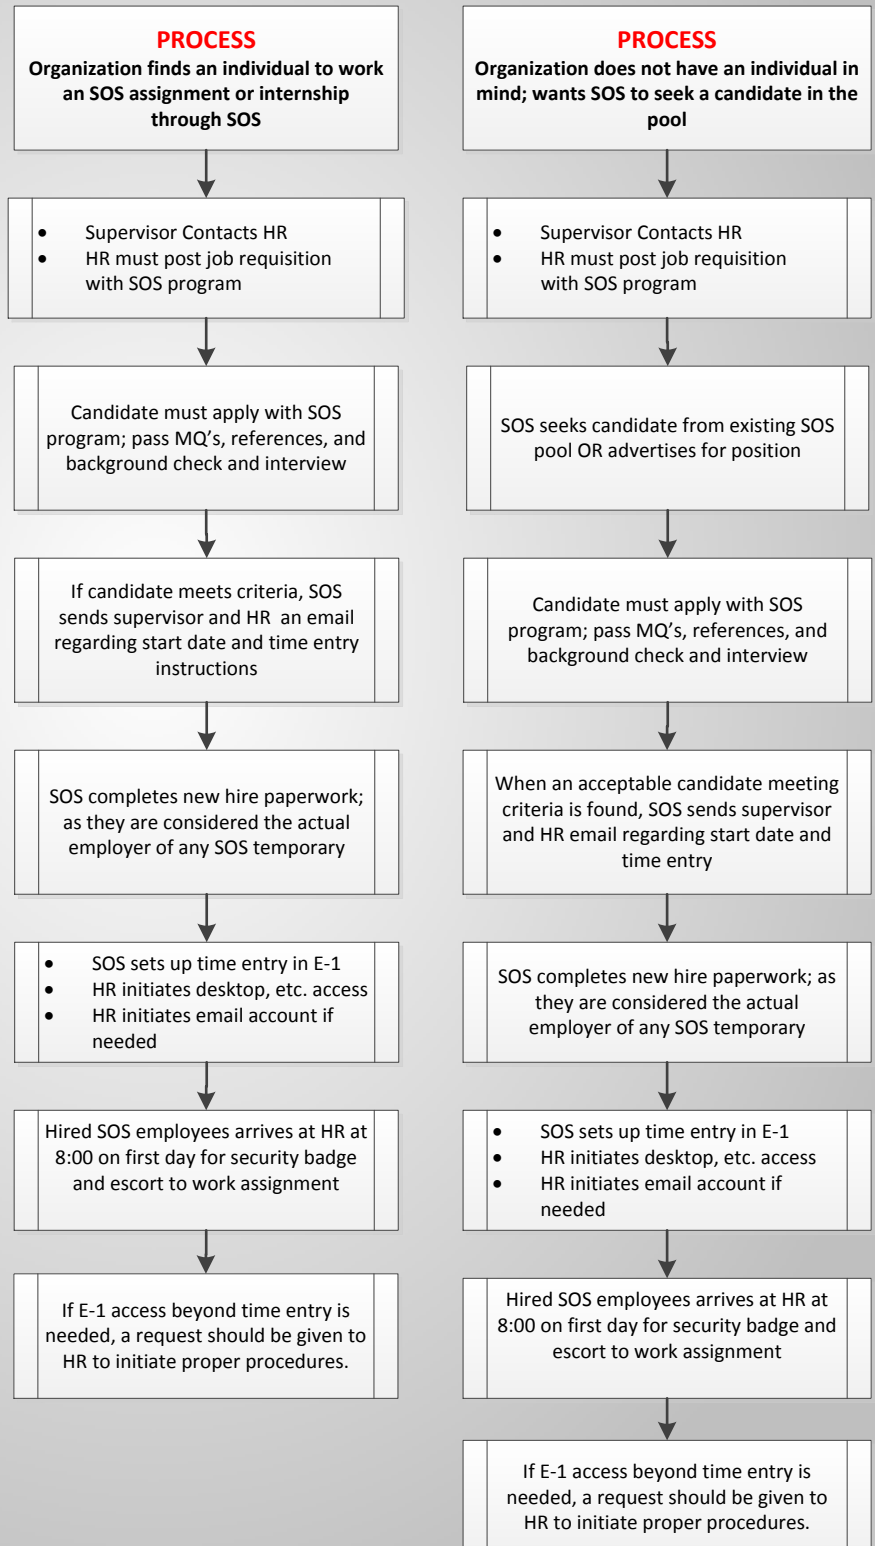 PROCESS
Organization finds an individual to work
an SOS assignment or internship
through SOS
• Supervisor Contacts HR
• HR must post job requisition
with SOS program
Candidate must apply with SOS
program; pass MQ’s, references, and
background check and interview
If candidate meets criteria, SOS
sends supervisor and HR an email
regarding start date and time entry
instructions
SOS completes new hire paperwork;
as they are considered the actual
employer of any SOS temporary
• SOS sets up time entry in E-1
• HR initiates desktop, etc. access
• HR initiates email account if
needed
Hired SOS employees arrives at HR at
8:00 on first day for security badge
and escort to work assignment
If E-1 access beyond time entry is
needed, a request should be given to
HR to initiate proper procedures.
PROCESS
Organization does not have an individual in
mind; wants SOS to seek a candidate in the
pool
• Supervisor Contacts HR
• HR must post job requisition
with SOS program
SOS seeks candidate from existing SOS
pool OR advertises for position
Candidate must apply with SOS
program; pass MQ’s, references, and
background check and interview
When an acceptable candidate meeting
criteria is found, SOS sends supervisor
and HR email regarding start date and
time entry
SOS completes new hire paperwork; as
they are considered the actual
employer of any SOS temporary
• SOS sets up time entry in E-1
• HR initiates desktop, etc. access
• HR initiates email account if
needed
Hired SOS employees arrives at HR at
8:00 on first day for security badge and
escort to work assignment
If E-1 access beyond time entry is
needed, a request should be given to
HR to initiate proper procedures.